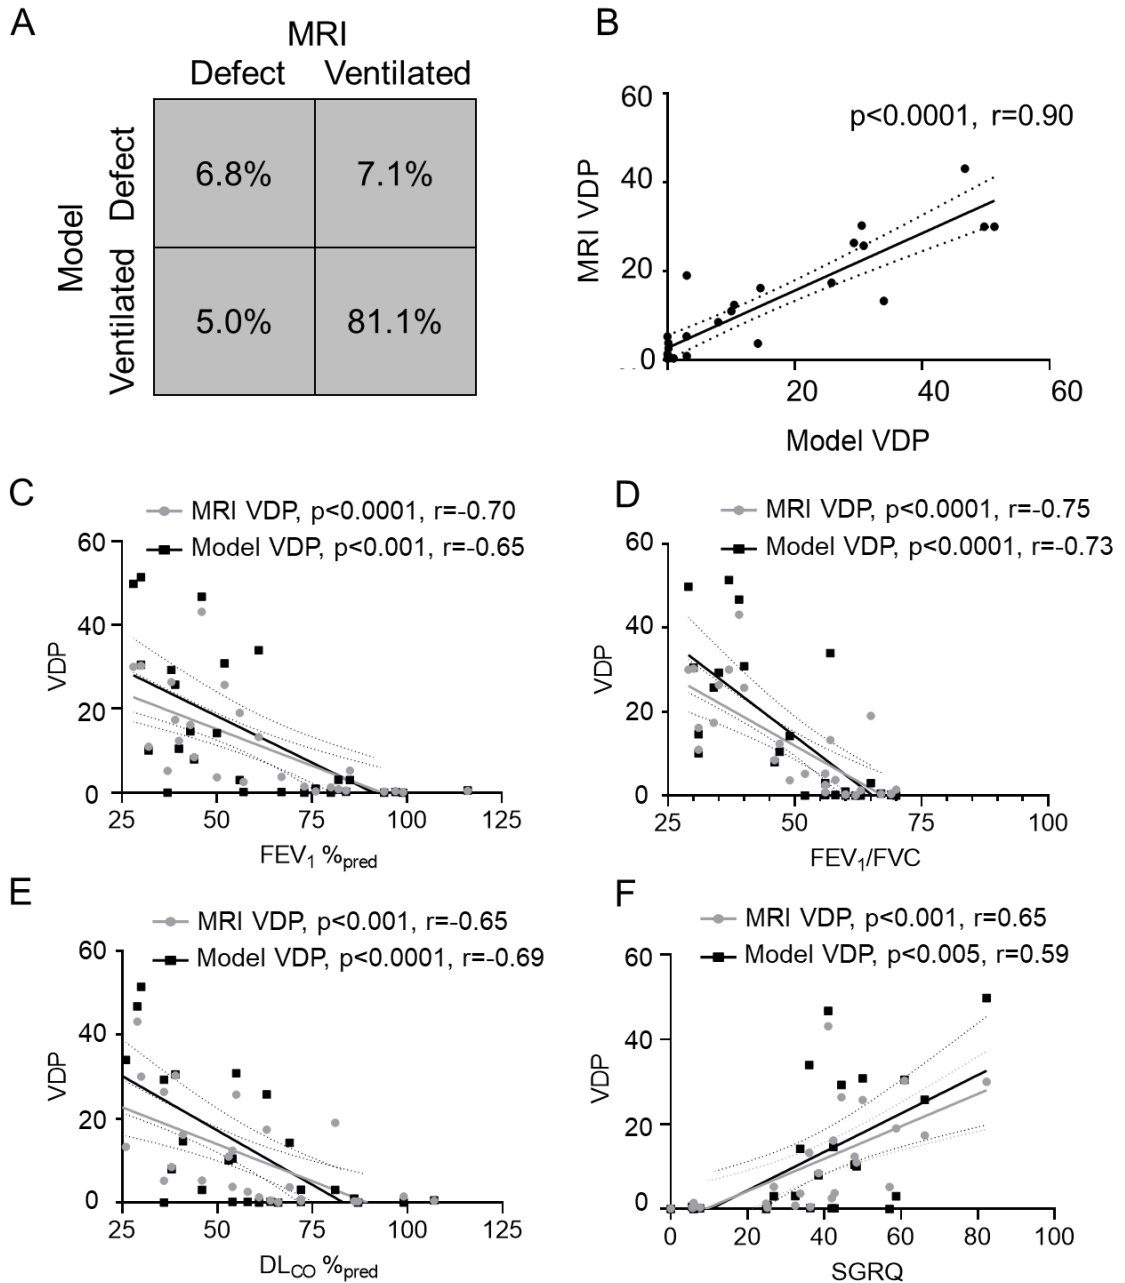 A
MRI
Defect Ventilated
Model
Defect
Ventilated
6.8% 7.1%
5.0% 81.1%
B
p<0.0001, r=0.90
MRI VDP
60
40
20
0
20 40 60
Model VDP
C
MRI VDP, p<0.0001, r=-0.70
Model VDP, p<0.001, r=-0.65
VDP
60
40
20
0
25 50 75 100 125
FEV1 %pred
D
MRI VDP, p<0.0001, r=-0.75
Model VDP, p<0.0001, r=-0.73
VDP
60
40
20
0
25 50 75 100
FEV1/FVC
E
MRI VDP, p<0.001, r=-0.65
Model VDP, p<0.0001, r=-0.69
VDP
60
40
20
0
25 50 75 100 125
DLCO %pred
F
MRI VDP, p<0.001, r=0.65
Model VDP, p<0.005, r=0.59
VDP
60
40
20
0
0 20 40 60 80 100
SGRQ